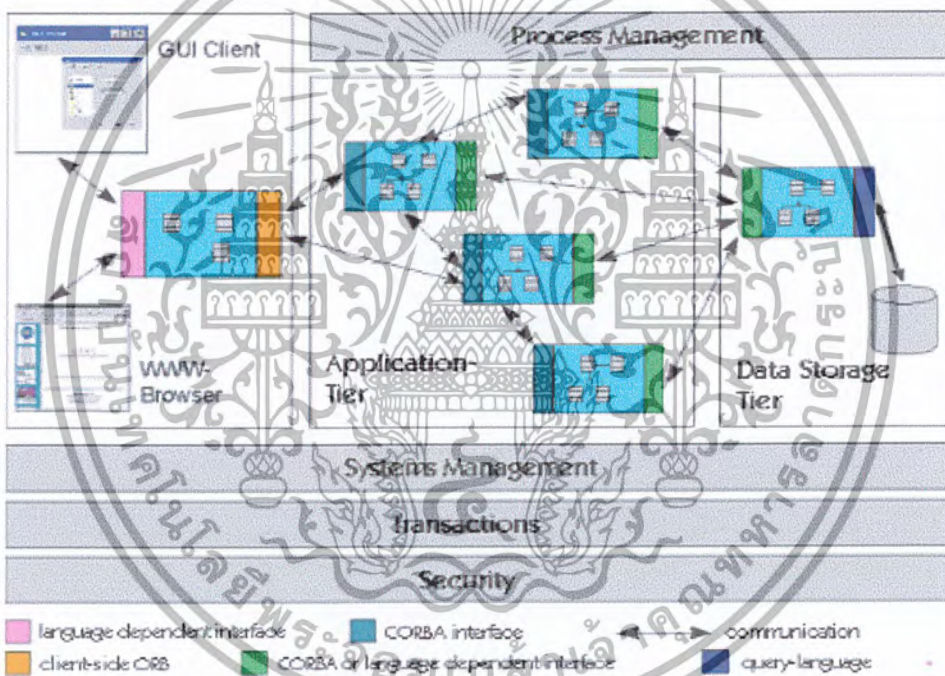 GUI Client
Process Management
WWW-
Browser
Application-
Tier
Data Storage
Tier
Systems Management
Transactions
Security
language dependent interface
CORBA interface
communication
client-side ORB
CORBA or language dependent interface
query-language